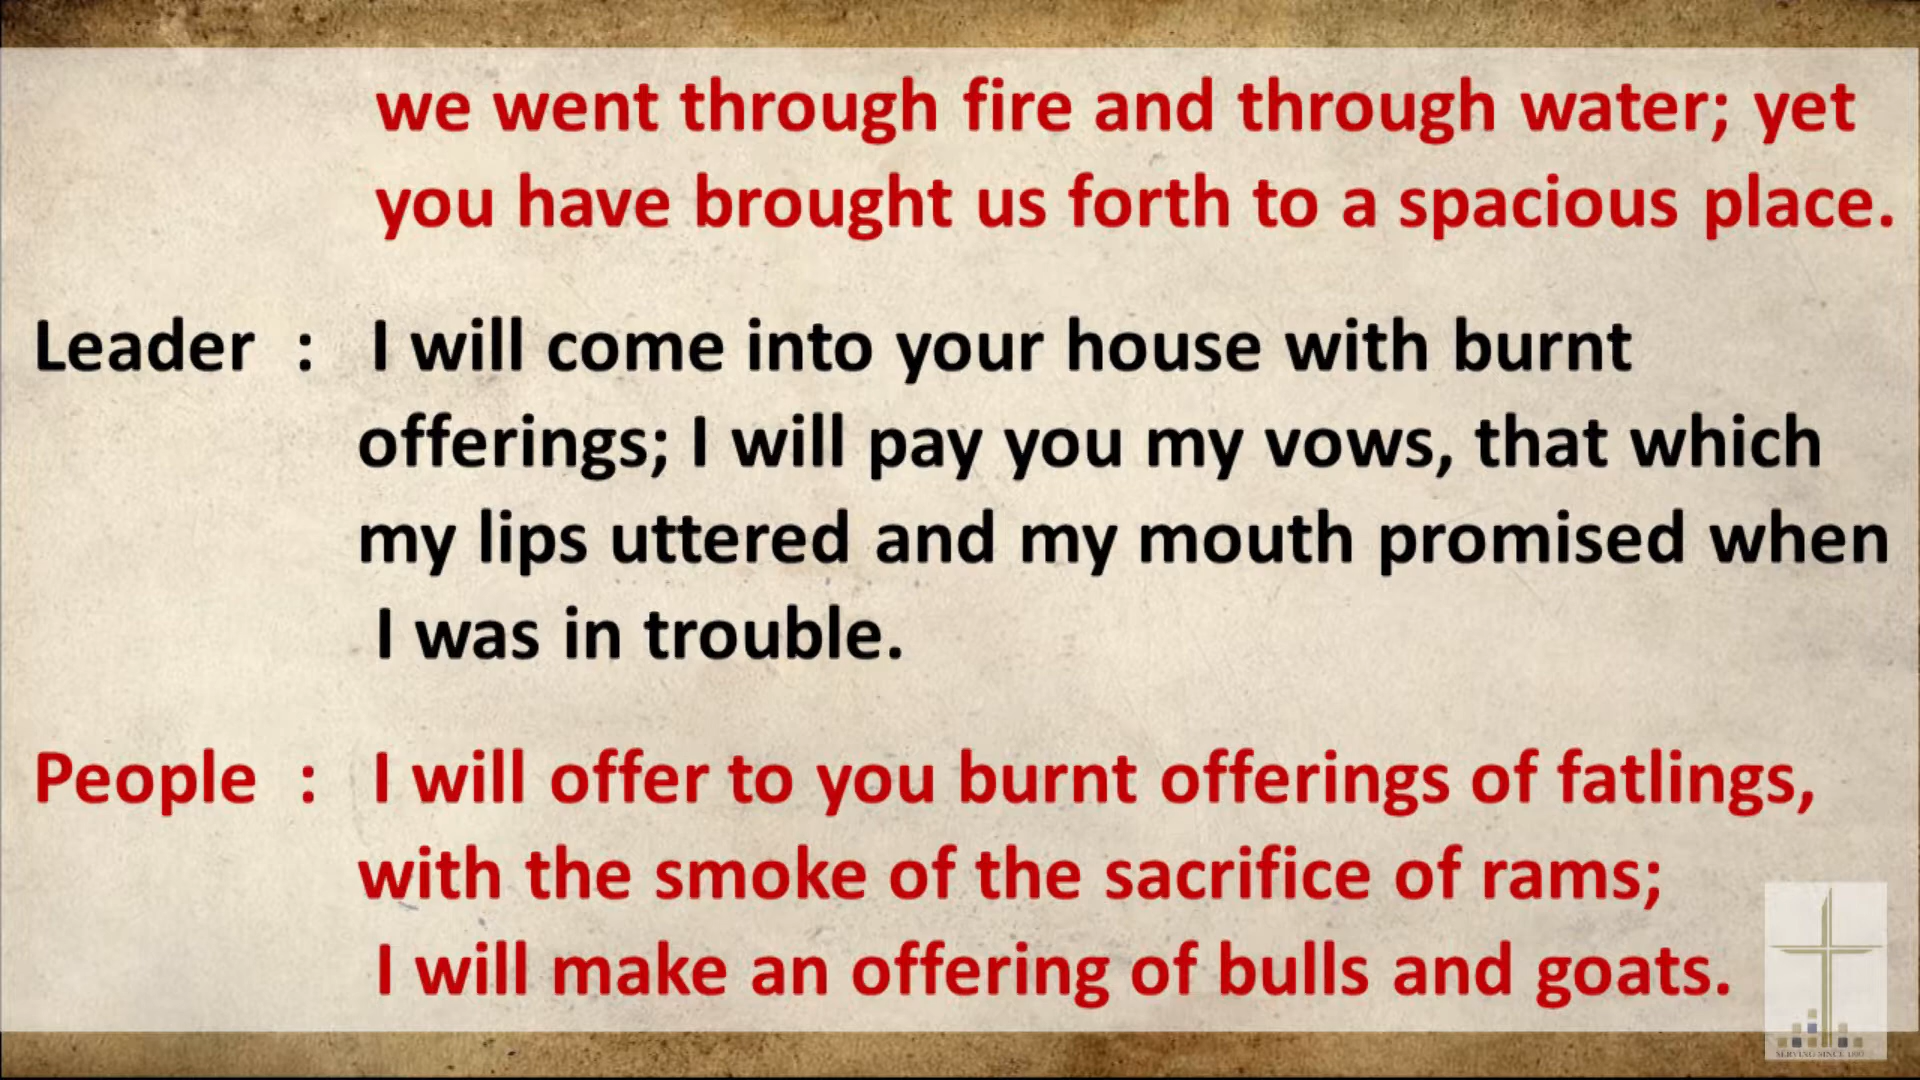 we went through fire and through water; yet
you have brought us forth to a spacious place.
Leader : I will come into your house with burnt
offerings; I will pay you my vows, that which
my lips uttered and my mouth promised when
I was in trouble.
People : I will offer to you burnt offerings of fatlings,
with the smoke of the sacrifice of rams;
I will make an offering of bulls and goats.
SERVING SINCE